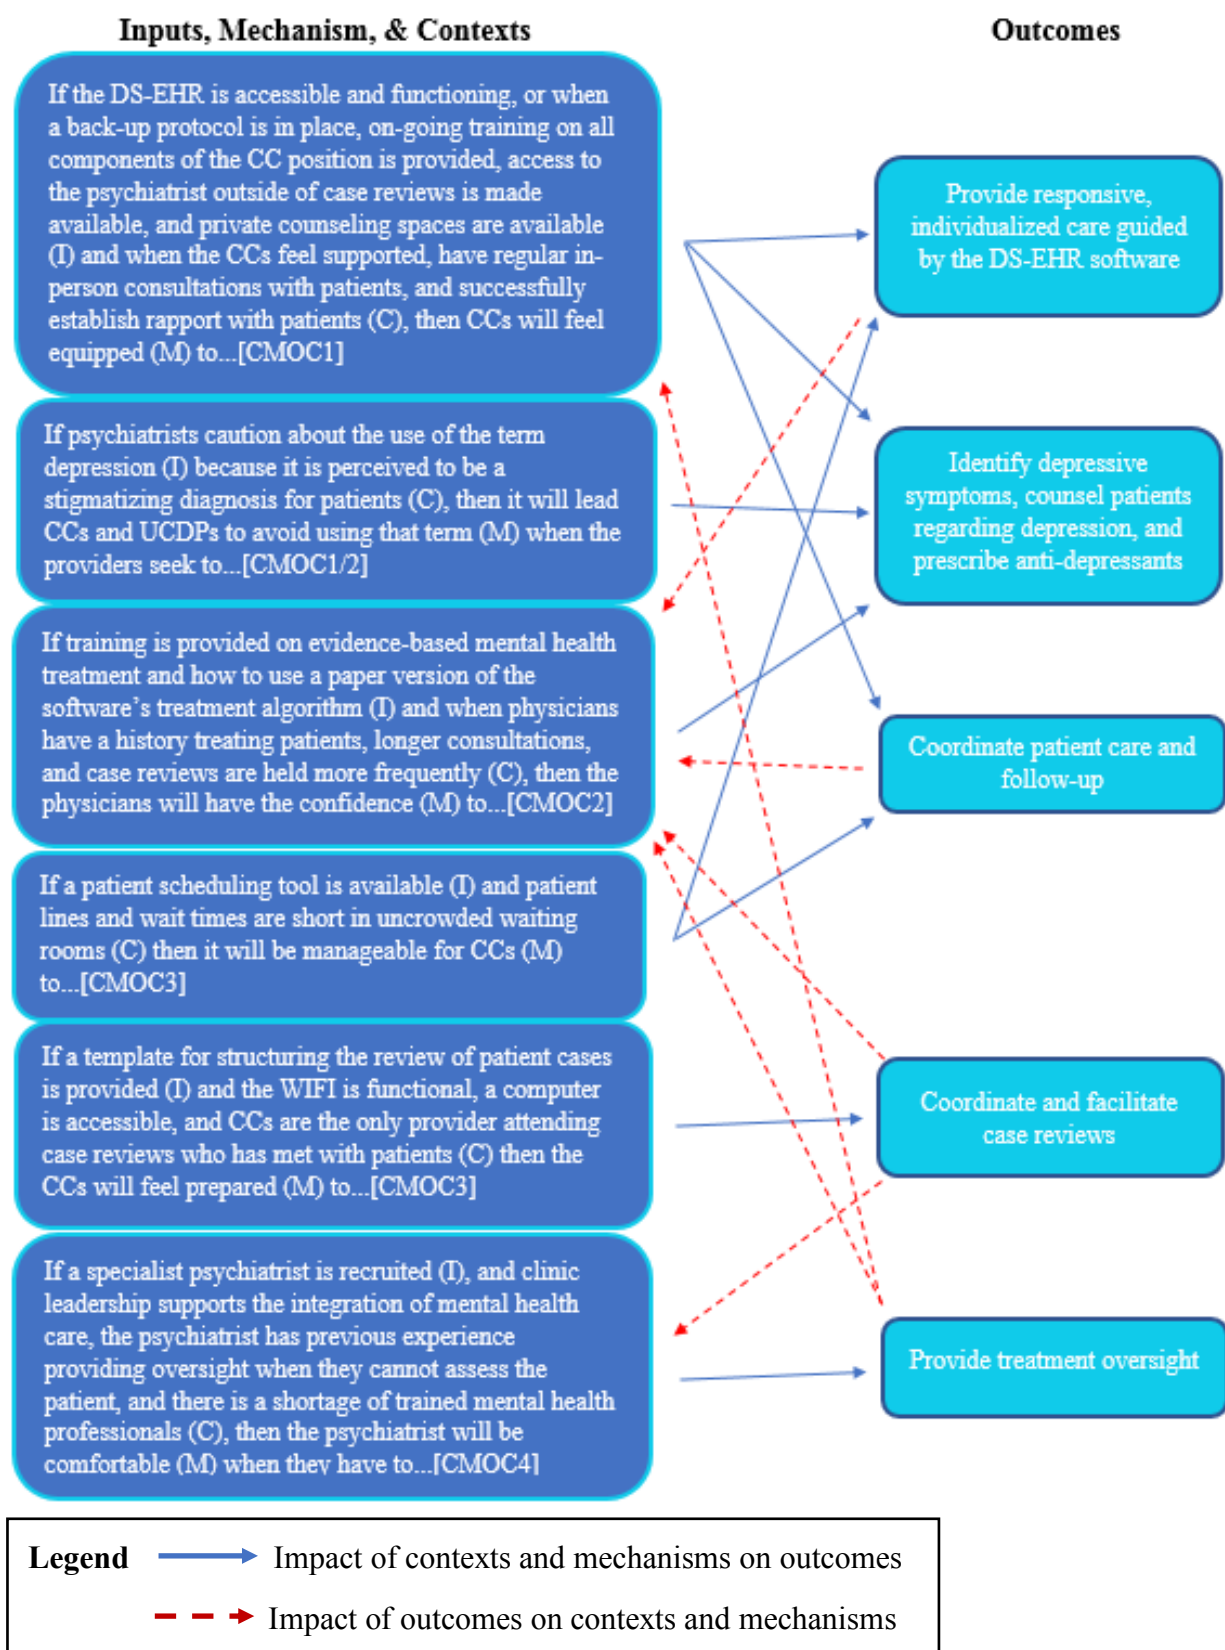 Inputs, Mechanism, & Contexts
Outcomes
If the DS-EHR is accessible and functioning, or when
a back-up protocol is in place, on-going training on all
components of the CC position is provided, access to
the psychiatrist outside of case reviews is made
available, and private counseling spaces are available
(I) and when the CCs feel supported, have regular in-
person consultations with patients, and successfully
establish rapport with patients (C), then CCs will feel
equipped (M) to...[CMOC1]
If psychiatrists caution about the use of the term
depression (I) because it is perceived to be a
stigmatizing diagnosis for patients (C), then it will lead
CCs and UCDPs to avoid using that term (M) when the
providers seek to...[CMOC1/2]
If training is provided on evidence-based mental health
treatment and how to use a paper version of the
software's treatment algorithm (I) and when physicians
have a history treating patients, longer consultations,
and case reviews are held more frequently (C), then the
physicians will have the confidence (M) to...[CMOC2]
If a patient scheduling tool is available (I) and patient
lines and wait times are short in uncrowded waiting
rooms (C) then it will be manageable for CCs (M)
to...[CMOC3]
If a template for structuring the review of patient cases
is provided (I) and the WIFI is functional, a computer
is accessible, and CCs are the only provider attending
case reviews who has met with patients (C) then the
CCs will feel prepared (M) to...[CMOC3]
If a specialist psychiatrist is recruited (I), and clinic
leadership supports the integration of mental health
care, the psychiatrist has previous experience
providing oversight when they cannot assess the
patient, and there is a shortage of trained mental health
professionals (C), then the psychiatrist will be
comfortable (M) when they have to...[CMOC4]
Provide responsive,
individualized care guided
by the DS-EHR software
Identify depressive
symptoms, counsel patients
regarding depression, and
prescribe anti-depressants
Coordinate patient care and
follow-up
Coordinate and facilitate
case reviews
Provide treatment oversight
Legend
Impact of contexts and mechanisms on outcomes
Impact of outcomes on contexts and mechanisms